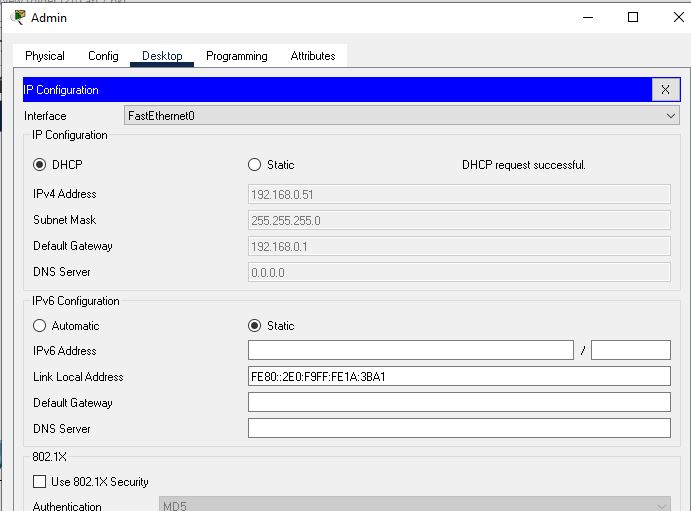 Admin
Physical Config Desktop Programming Attributes
IP Configuration X
Interface FastEthernet0
IP Configuration
DHCP Static DHCP request successful.
IPv4 Address 192.168.0.51
Subnet Mask 255.255.255.0
Default Gateway 192.168.0.1
DNS Server 0.0.0.0
IPv6 Configuration
Automatic Static
IPv6 Address /
Link Local Address FE80::2E0:F9FF:FE1A:3BA1
Default Gateway
DNS Server
802.1X
Use 802.1X Security
Authentication MD5